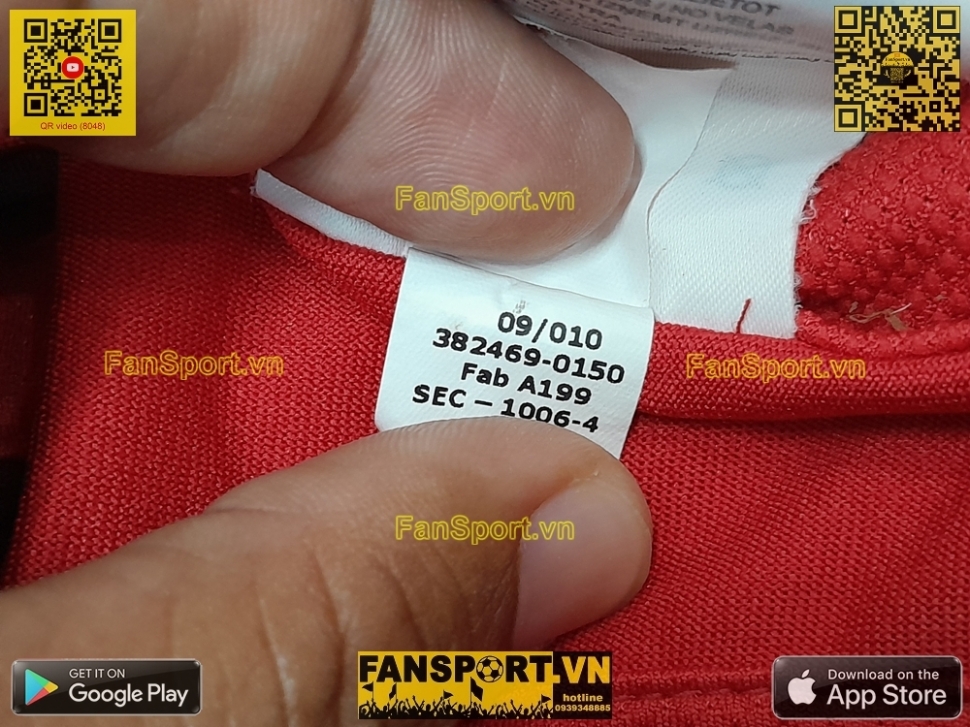 QR video (8048)
FanSport.vn
FanSport.vn
FanSport.vn
09/010
382469-0150
Fab A199
SEC – 1006-4
FanSport.vn
GET IT ON
Google Play
FANSPORT.VN
hotline
0939348885
Download on the
App Store